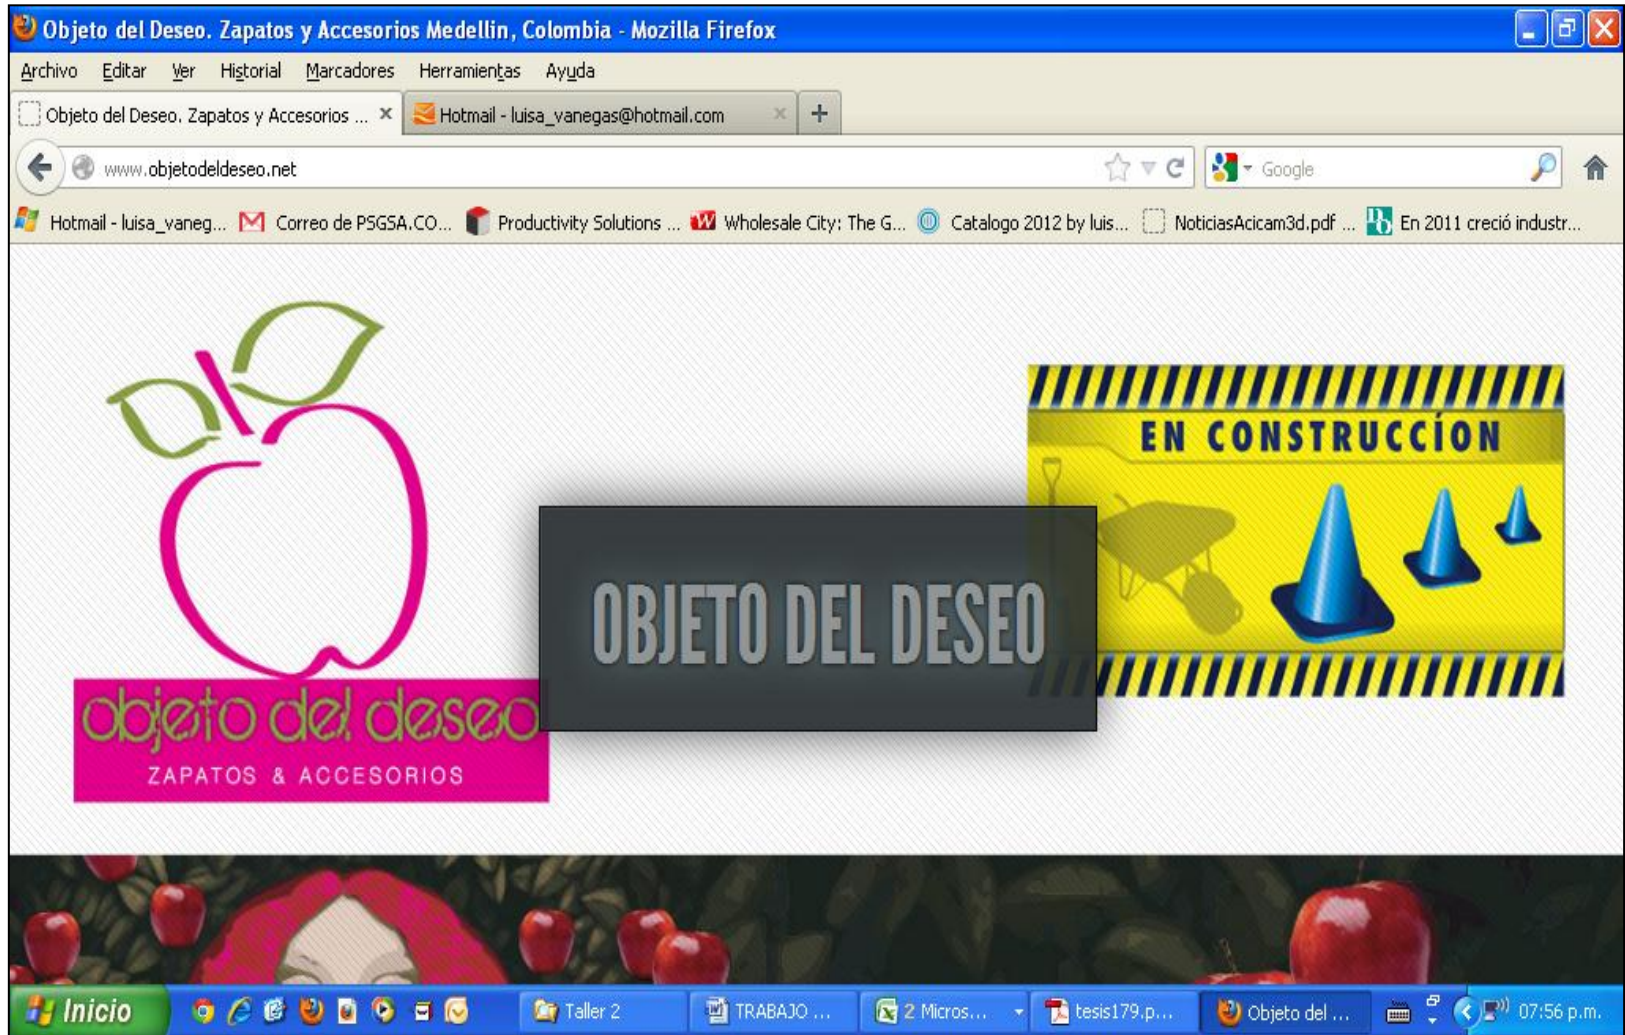 Objeto del Deseo. Zapatos y Accesorios Medellin, Colombia - Mozilla Firefox
Archivo Editar Ver Historial Marcadores Herramientas Ayuda
Objeto del Deseo. Zapatos y Accesorios ... Hotmail - luisa_vanegas@hotmail.com
www.objetodeldeseo.net Google
Hotmail - luisa_vaneg... Correo de PSGSA.CO... Productivity Solutions ... Wholesale City: The G... Catalogo 2012 by luis... NoticiasAcicam3d.pdf ... En 2011 creció industr...
EN CONSTRUCCÍON
OBJETO DEL DESEO
objeto del deseo
ZAPATOS & ACCESORIOS
Inicio Taller 2 TRABAJO ... 2 Micros... tesis179.p... Objeto del ... 07:56 p.m.